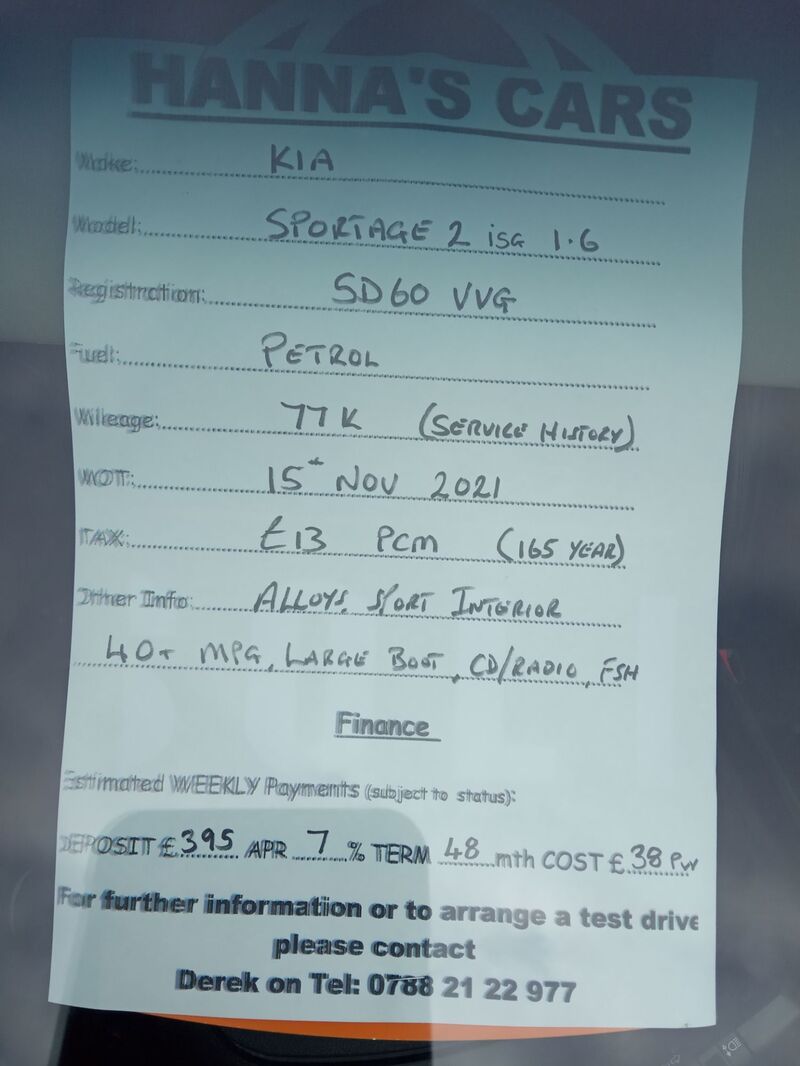 HANNA'S CARS
Make: KIA
Model: SPORTAGE 2 ISG 1.6
Registration: SD60 VVG
Fuel: PETROL
Mileage: 77K (SERVICE HISTORY)
MOT: 15th NOV 2021
TAX: £13 PCM (165 YEAR)
Other Info: ALLOYS, SPORT INTERIOR
40+ MPG, LARGE BOOT, CD/RADIO, FSH
Finance
Estimated WEEKLY Payments (subject to status):
DEPOSIT £ 395 APR 7 % TERM 48 mth COST £ 38 PW
For further information or to arrange a test drive
please contact
Derek on Tel: 0788 21 22 977